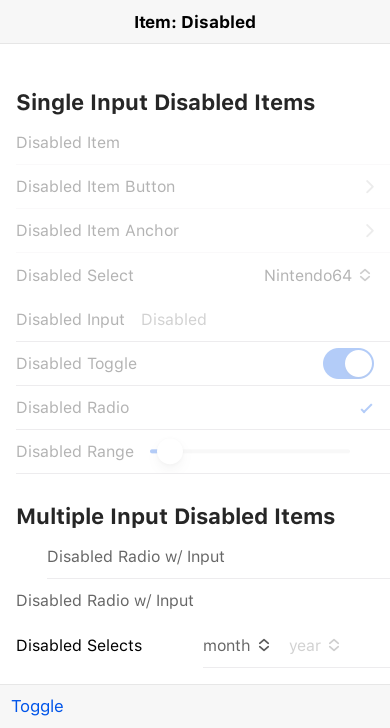 Item: Disabled
Single Input Disabled Items
Disabled Item
Disabled Item Button
Disabled Item Anchor
Disabled Select Nintendo64
Disabled Input Disabled
Disabled Toggle
Disabled Radio
Disabled Range
Multiple Input Disabled Items
Disabled Radio w/ Input
Disabled Radio w/ Input
Disabled Selects month year
Toggle